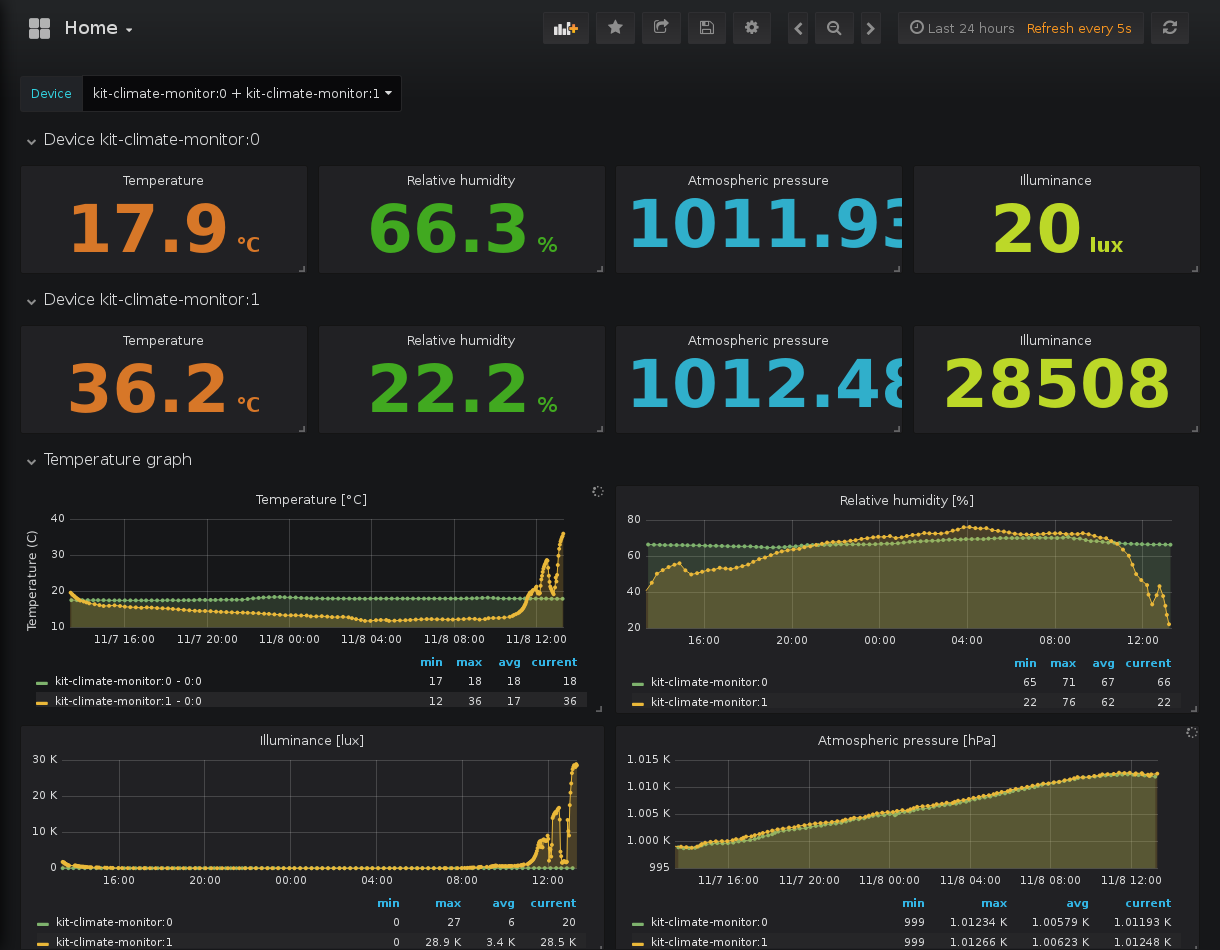 Home
Last 24 hours Refresh every 5s
Device kit-climate-monitor:0 + kit-climate-monitor:1
Device kit-climate-monitor:0
Temperature Relative humidity Atmospheric pressure Illuminance
17.9 °C 66.3 % 1011.93 20 lux
Device kit-climate-monitor:1
Temperature Relative humidity Atmospheric pressure Illuminance
36.2 °C 22.2 % 1012.48 28508
Temperature graph
Temperature [°C]
Temperature (C)
40
30
20
10
11/7 16:00 11/7 20:00 11/8 00:00 11/8 04:00 11/8 08:00 11/8 12:00
min max avg current
kit-climate-monitor:0 - 0:0 17 18 18 18
kit-climate-monitor:1 - 0:0 12 36 17 36
Relative humidity [%]
80
60
40
20
16:00 20:00 00:00 04:00 08:00 12:00
min max avg current
kit-climate-monitor:0 65 71 67 66
kit-climate-monitor:1 22 76 62 22
Illuminance [lux]
30 K
20 K
10 K
0
16:00 20:00 00:00 04:00 08:00 12:00
min max avg current
kit-climate-monitor:0 0 27 6 20
kit-climate-monitor:1 0 28.9 K 3.4 K 28.5 K
Atmospheric pressure [hPa]
1.015 K
1.010 K
1.005 K
1.000 K
995
11/7 16:00 11/7 20:00 11/8 00:00 11/8 04:00 11/8 08:00 11/8 12:00
min max avg current
kit-climate-monitor:0 999 1.01234 K 1.00579 K 1.01193 K
kit-climate-monitor:1 999 1.01266 K 1.00623 K 1.01248 K